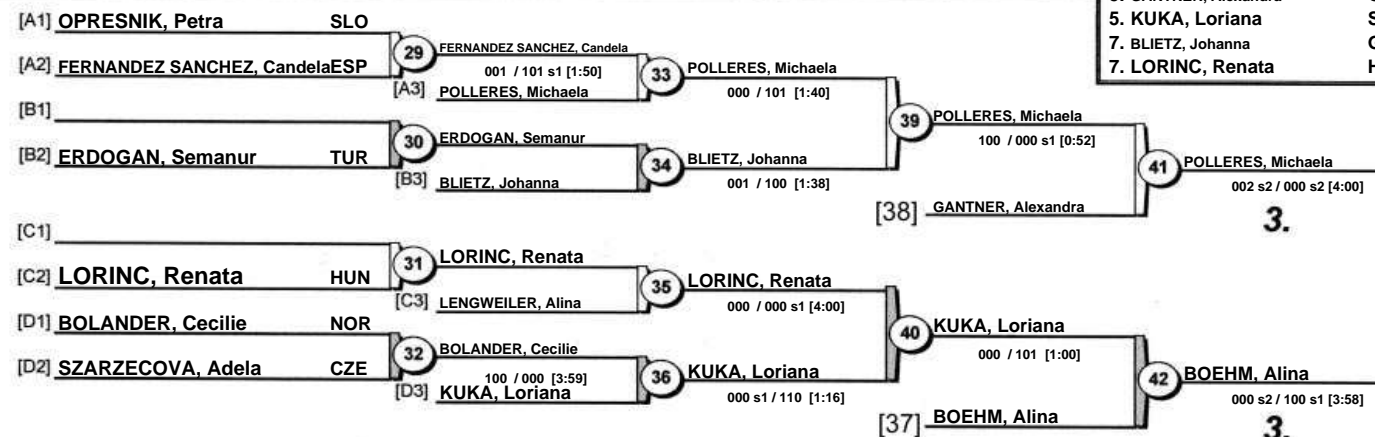 [A1] OPRESNIK, Petra SLO
[A2] FERNANDEZ SANCHEZ, Candela ESP
29
FERNANDEZ SANCHEZ, Candela
001 / 101 s1 [1:50]
[A3] POLLERES, Michaela
33
POLLERES, Michaela
000 / 101 [1:40]
[B1]
[B2] ERDOGAN, Semanur TUR
30
ERDOGAN, Semanur
[B3] BLIETZ, Johanna
34
BLIETZ, Johanna
001 / 100 [1:38]
39
POLLERES, Michaela
100 / 000 s1 [0:52]
[38] GANTNER, Alexandra
41
POLLERES, Michaela
002 s2 / 000 s2 [4:00]
3.
[C1]
[C2] LORINC, Renata HUN
31
LORINC, Renata
[C3] LENGWEILER, Alina
35
LORINC, Renata
000 / 000 s1 [4:00]
[D1] BOLANDER, Cecilie NOR
[D2] SZARZECOVA, Adela CZE
32
BOLANDER, Cecilie
100 / 000 [3:59]
[D3] KUKA, Loriana
36
KUKA, Loriana
000 s1 / 110 [1:16]
40
KUKA, Loriana
000 / 101 [1:00]
[37] BOEHM, Alina
42
BOEHM, Alina
000 s2 / 100 s1 [3:58]
3.
5. KUKA, Loriana S
7. BLIETZ, Johanna
7. LORINC, Renata H